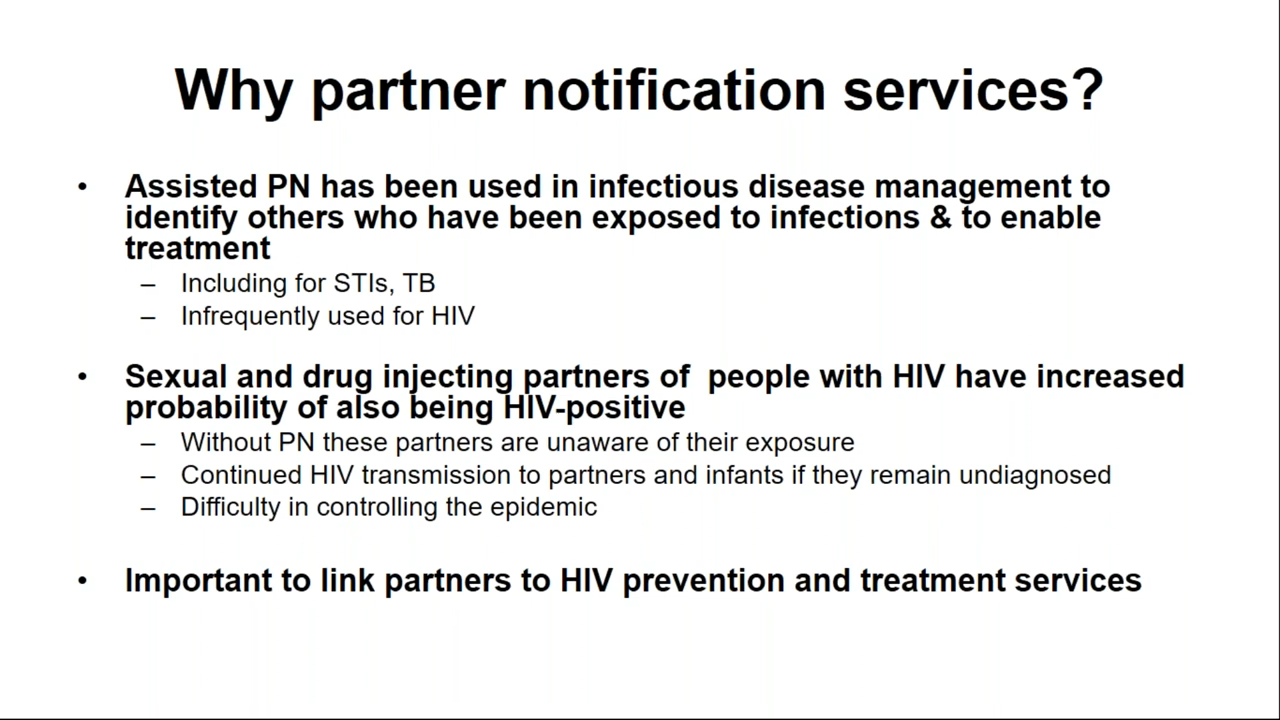 Why partner notification services?
• Assisted PN has been used in infectious disease management to
identify others who have been exposed to infections & to enable
treatment
– Including for STIs, TB
– Infrequently used for HIV
• Sexual and drug injecting partners of  people with HIV have increased
probability of also being HIV-positive
– Without PN these partners are unaware of their exposure
– Continued HIV transmission to partners and infants if they remain undiagnosed
– Difficulty in controlling the epidemic
• Important to link partners to HIV prevention and treatment services